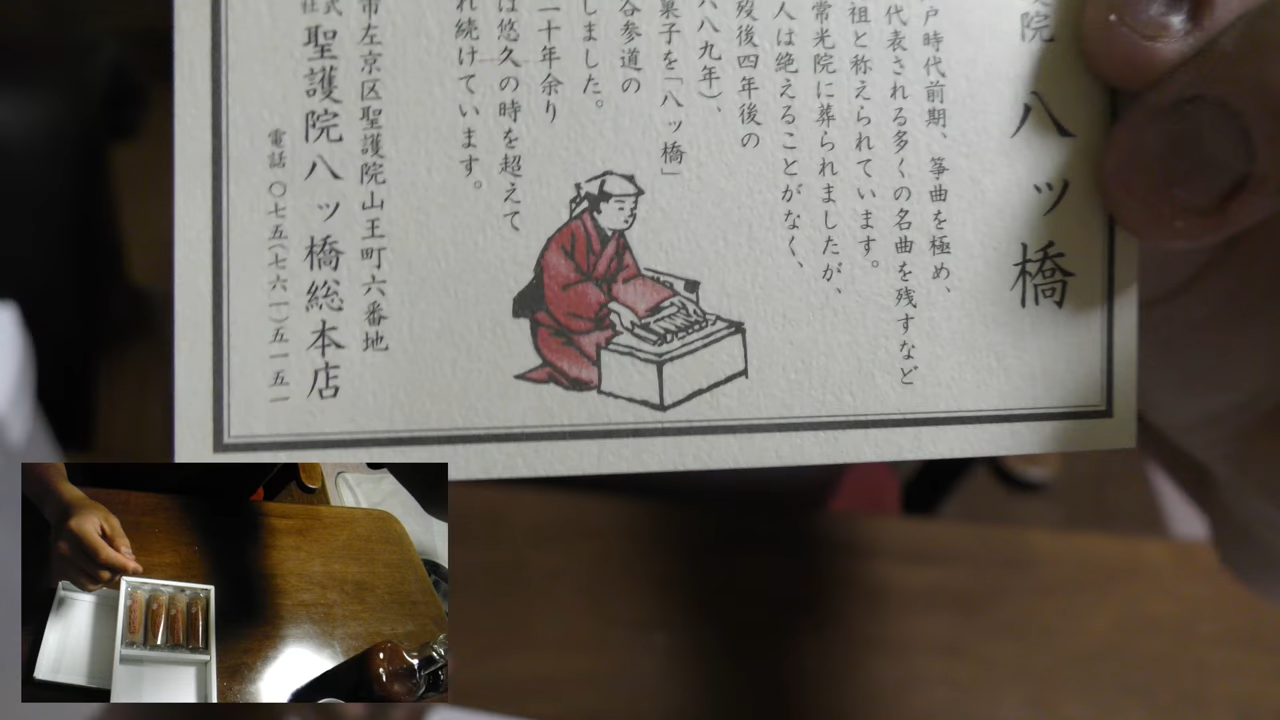 院 八ッ橋
戸時代前期、箏曲を極め、
代表される多くの名曲を残すなど
祖と称えられています。
常光院に葬られましたが、
人は絶えることがなく、
歿後四年後の
八九年)、
菓子を「八ッ橋」
谷参道の
しました。
二十年余り
は悠久の時を超えて
れ続けています。
市左京区聖護院山王町六番地
聖護院八ッ橋総本店
電話 〇七五(七六一)五一五一